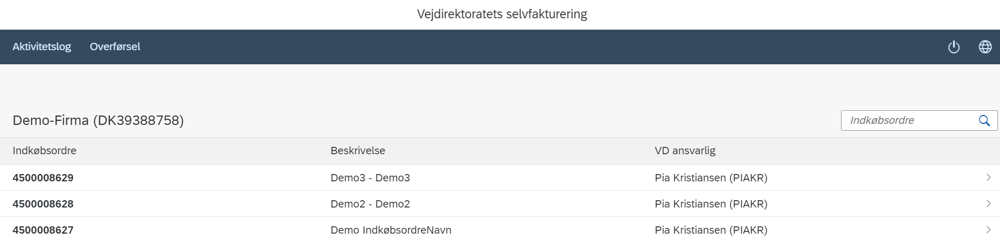 Vejdirektoratets selvfakturering
Aktivitetslog Overførsel
Demo-Firma (DK39388758) Indkøbsordre
Indkøbsordre Beskrivelse VD ansvarlig
4500008629 Demo3 - Demo3 Pia Kristiansen (PIAKR)
4500008628 Demo2 - Demo2 Pia Kristiansen (PIAKR)
4500008627 Demo IndkøbsordreNavn Pia Kristiansen (PIAKR)